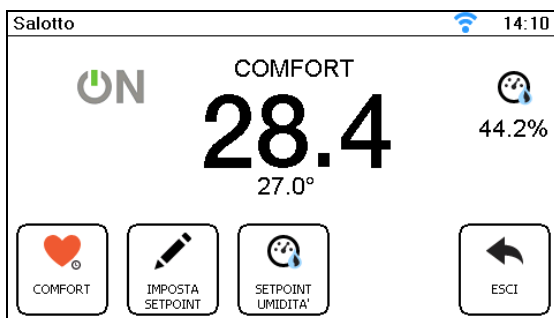 Salotto 14:10
ON
COMFORT
28.4
27.0°
44.2%
COMFORT
IMPOSTA
SETPOINT
SETPOINT
UMIDITA'
ESCI